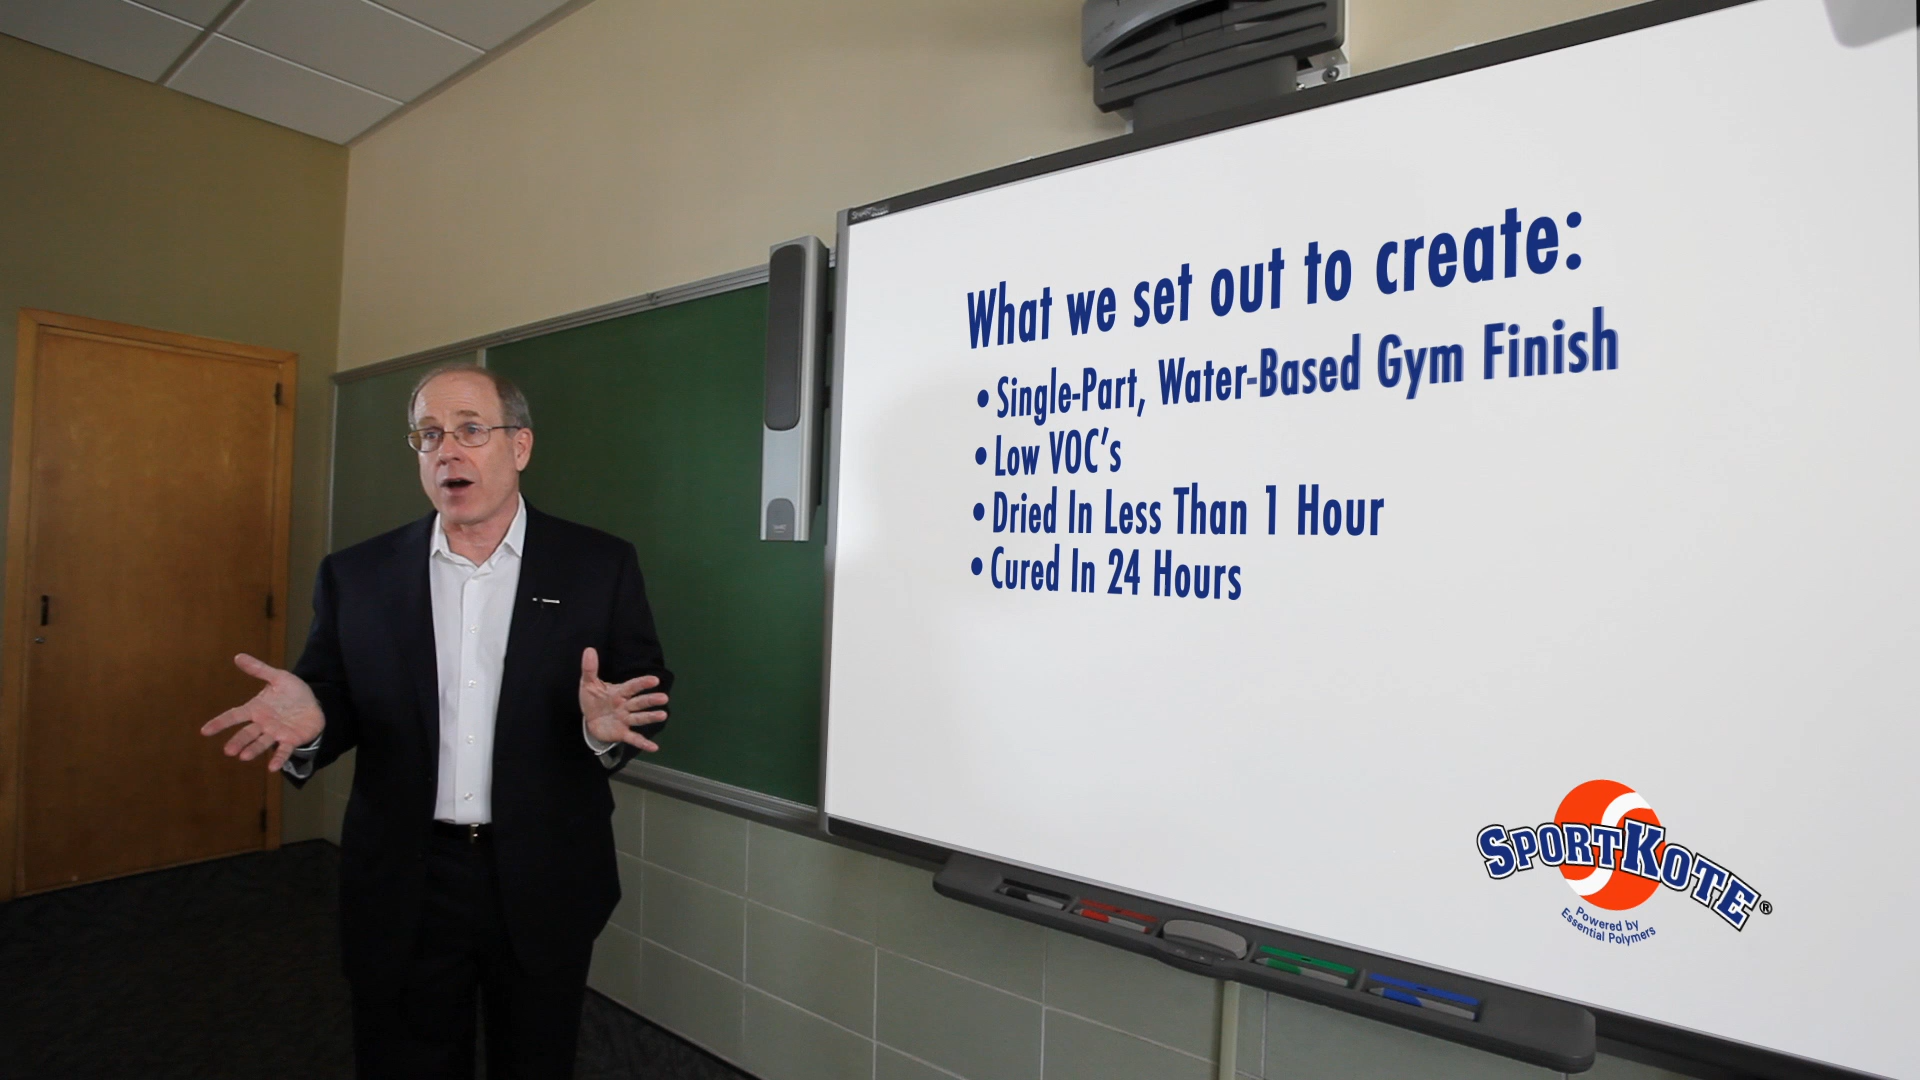 What we set out to create:
• Single-Part, Water-Based Gym Finish
• Low VOC's
• Dried In Less Than 1 Hour
• Cured In 24 Hours
SPORTKOTE®
Powered by
Essential Polymers